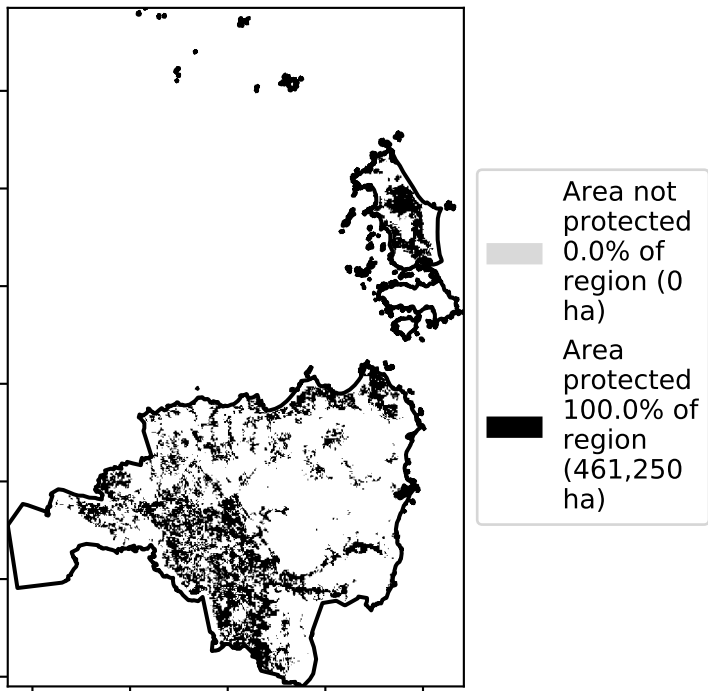 Area not
protected
0.0% of
region (0
ha)
Area
protected
100.0% of
region
(461,250
ha)